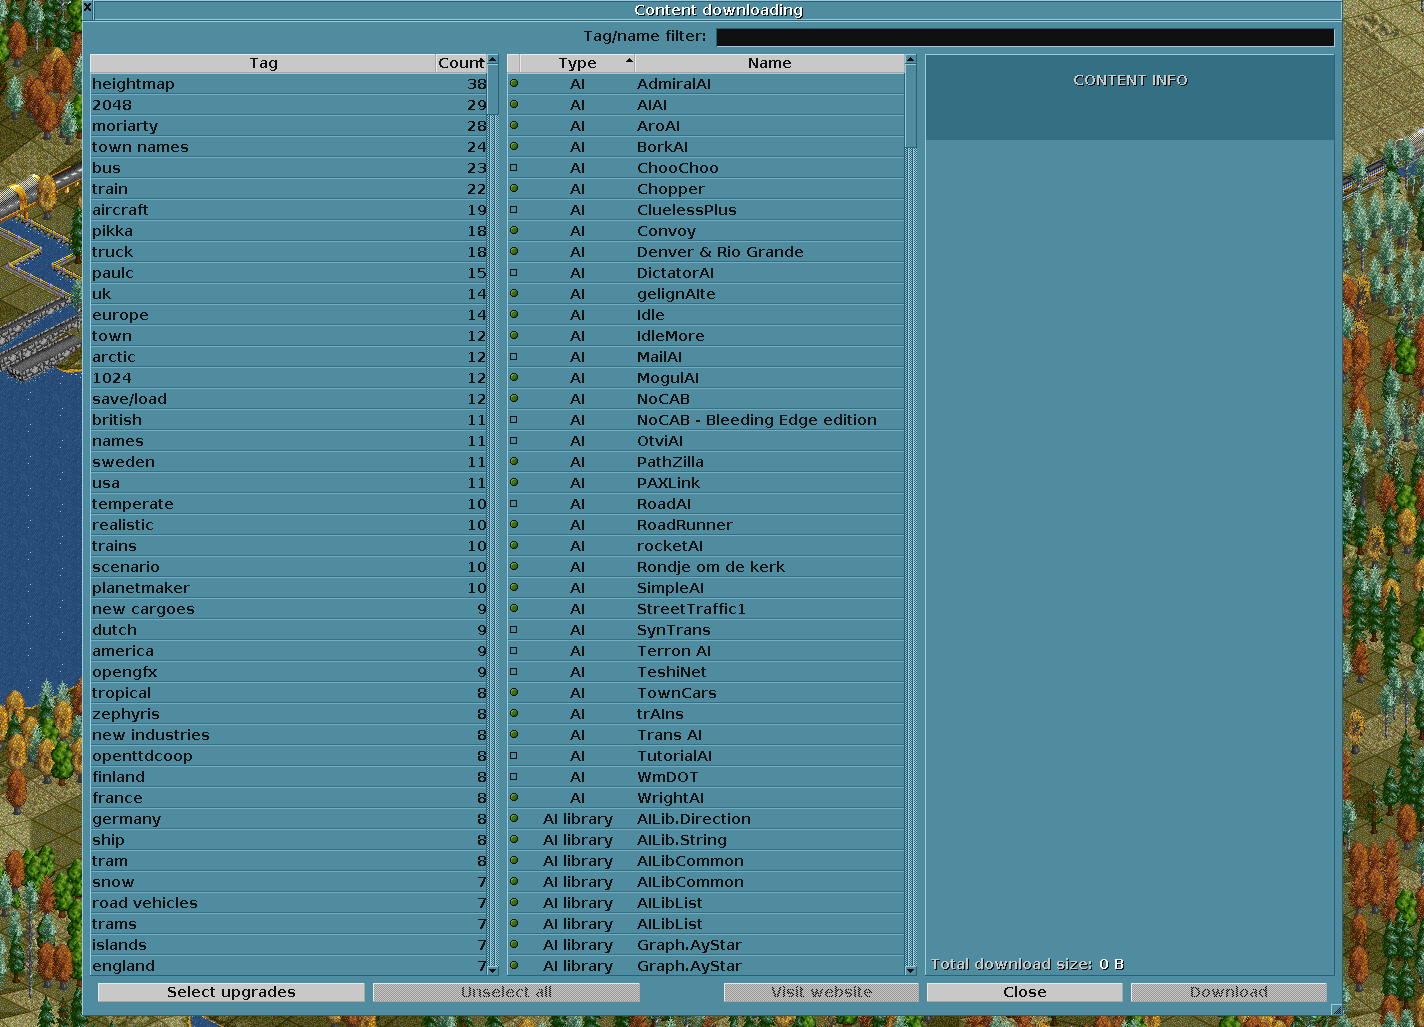 x
Content downloading
Tag/name filter:
Tag Count
heightmap 38
2048 29
moriarty 28
town names 24
bus 23
train 22
aircraft 19
pikka 18
truck 18
paulc 15
uk 14
europe 14
town 12
arctic 12
1024 12
save/load 12
british 11
names 11
sweden 11
usa 11
temperate 10
realistic 10
trains 10
scenario 10
planetmaker 10
new cargoes 9
dutch 9
america 9
opengfx 9
tropical 8
zephyris 8
new industries 8
openttdcoop 8
finland 8
france 8
germany 8
ship 8
tram 8
snow 7
road vehicles 7
trams 7
islands 7
england 7
Type Name
AI AdmiralAI
AI AIAI
AI AroAI
AI BorkAI
AI ChooChoo
AI Chopper
AI CluelessPlus
AI Convoy
AI Denver & Rio Grande
AI DictatorAI
AI gelignAIte
AI Idle
AI IdleMore
AI MailAI
AI MogulAI
AI NoCAB
AI NoCAB - Bleeding Edge edition
AI OtviAI
AI PathZilla
AI PAXLink
AI RoadAI
AI RoadRunner
AI rocketAI
AI Rondje om de kerk
AI SimpleAI
AI StreetTraffic1
AI SynTrans
AI Terron AI
AI TeshiNet
AI TownCars
AI trAIns
AI Trans AI
AI TutorialAI
AI WmDOT
AI WrightAI
AI library AILib.Direction
AI library AILib.String
AI library AILibCommon
AI library AILibCommon
AI library AILibList
AI library AILibList
AI library Graph.AyStar
AI library Graph.AyStar
CONTENT INFO
Total download size: 0 B
Select upgrades
Unselect all
Visit website
Close
Download